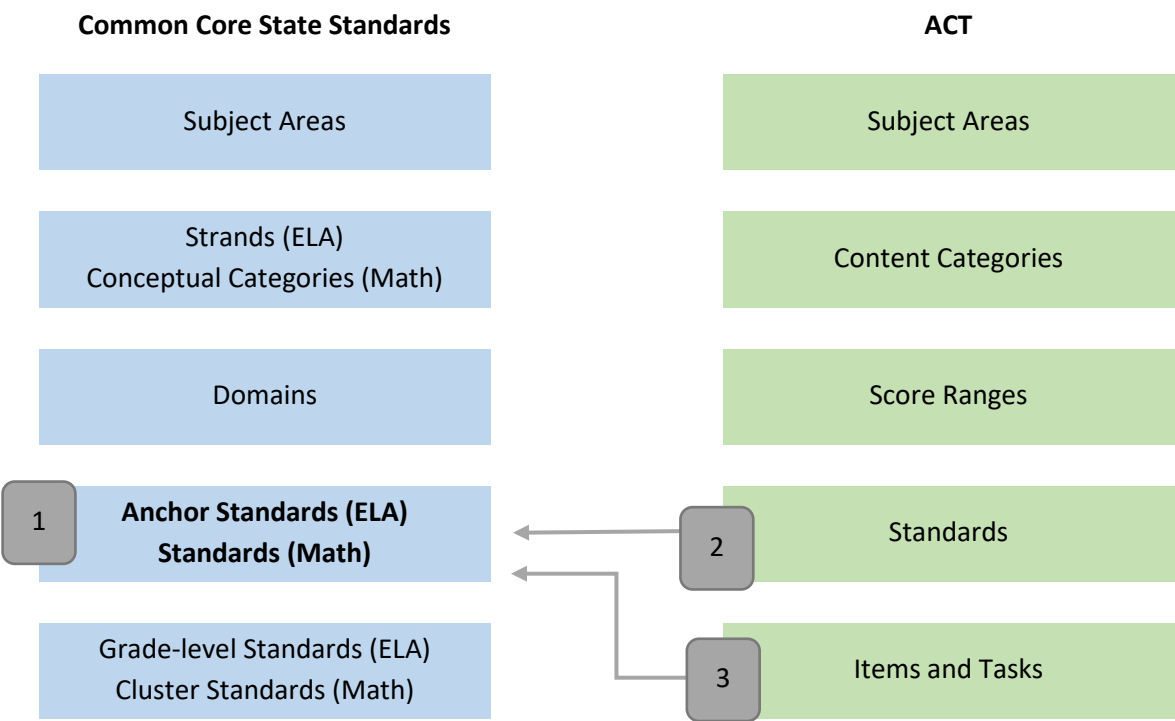 Common Core State Standards
ACT
Subject Areas
Subject Areas
Strands (ELA)
Conceptual Categories (Math)
Content Categories
Domains
Score Ranges
1
Anchor Standards (ELA)
Standards (Math)
2
Standards
Grade-level Standards (ELA)
Cluster Standards (Math)
3
Items and Tasks